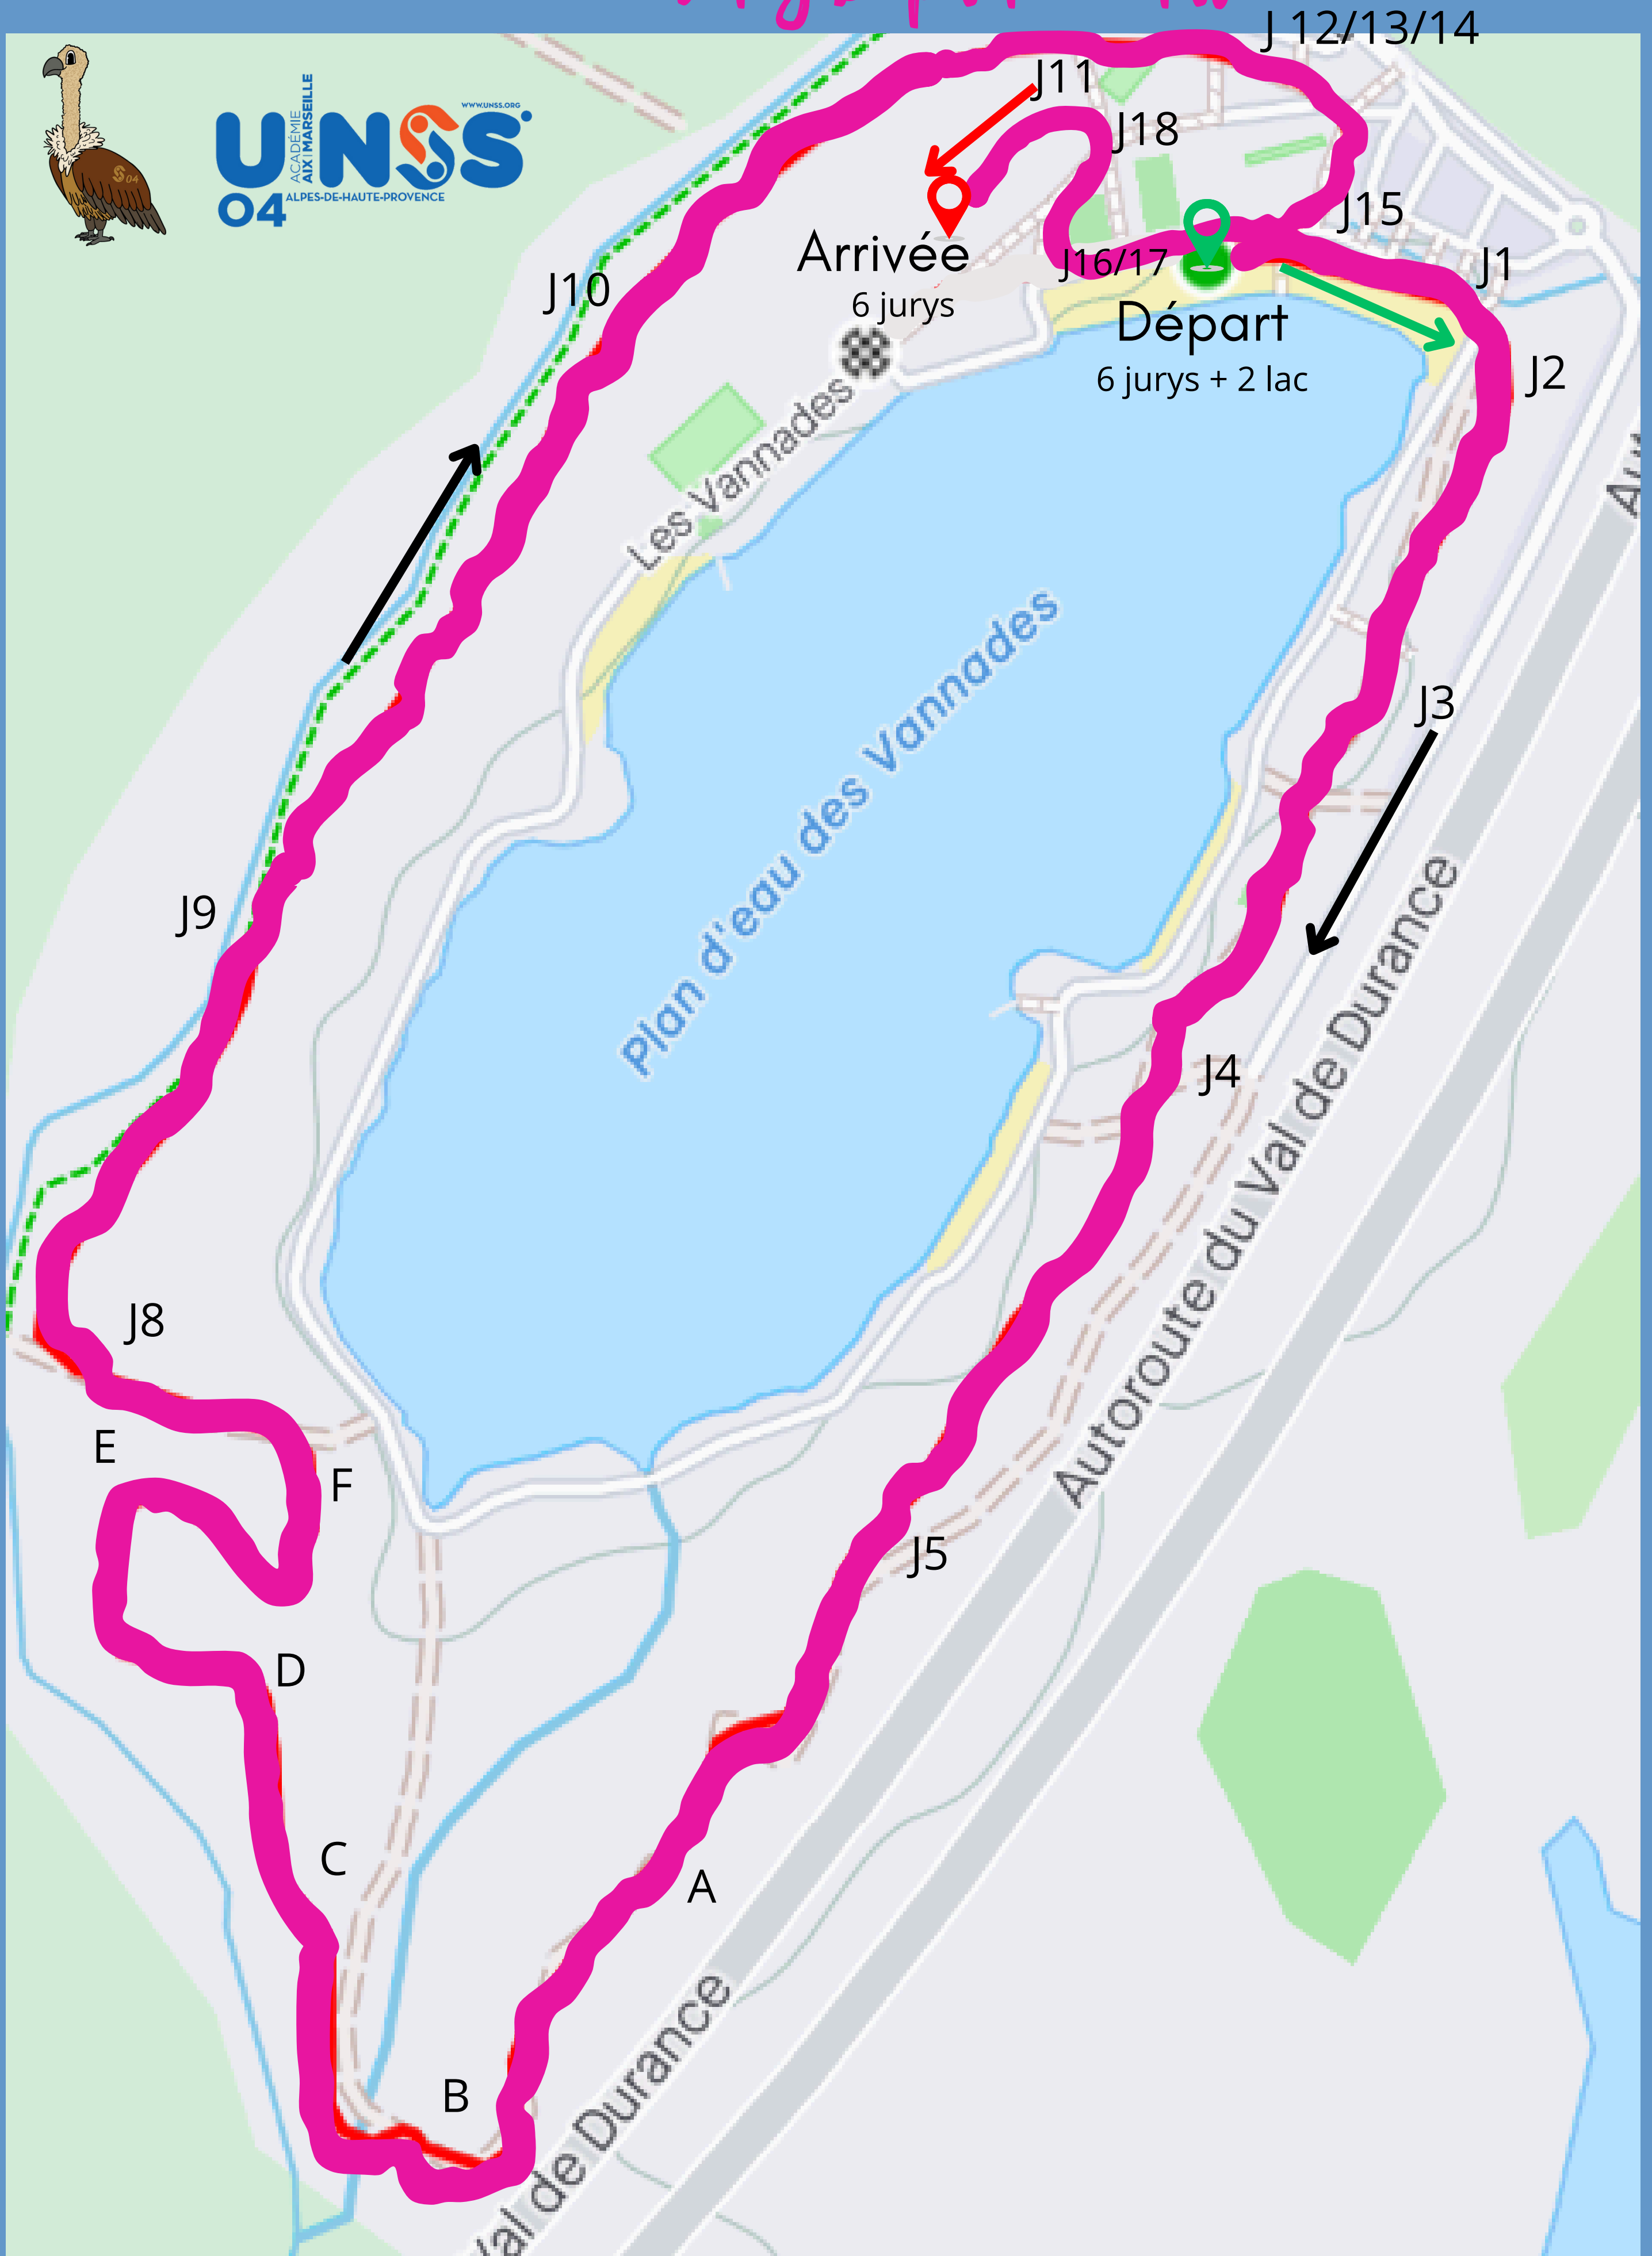 J 12/13/14
J11
WWW.UNSS.ORG
UNSS
ACADÉMIE
AIX MARSEILLE
04 ALPES-DE-HAUTE-PROVENCE
S 04
J18
J15
Arrivée
6 jurys
J16/17
J1
J10
Départ
6 jurys + 2 lac
J2
Les Vannades
Plan d'eau des Vannades
J3
J9
J4
Autoroute du Val de Durance
J8
E
F
J5
D
C
A
B
Val de Durance